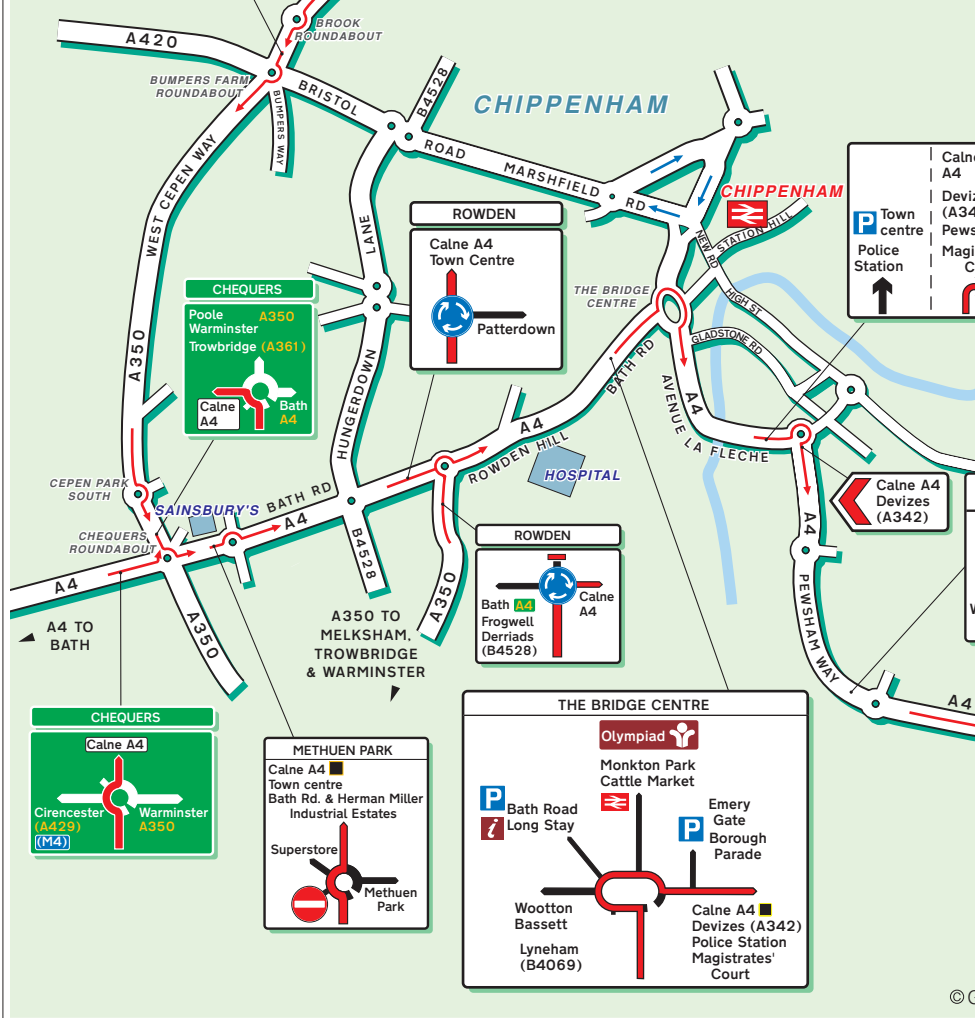 BROOK
ROUNDABOUT
A420
BUMPERS FARM
ROUNDABOUT
BUMPERS WAY
BRISTOL
B4528
CHIPPENHAM
ROAD
MARSHFIELD
RD
CHIPPENHAM
STATION HILL
NEW RD
HIGH ST
WEST CEPEN WAY
A350
LANE
HUNGERDOWN
ROWDEN
Calne A4
Town Centre
Patterdown
THE BRIDGE
CENTRE
GLADSTONE RD
BATH RD
A4
AVENUE LA FLECHE
P Town
centre
Police
Station
Calne
A4
Pews
CHEQUERS
Poole A350
Warminster
Trowbridge (A361)
Calne
A4
Bath
A4
A4
ROWDEN HILL
HOSPITAL
Calne A4
Devizes
(A342)
CEPEN PARK
SOUTH
SAINSBURY'S
BATH RD
A4
CHEQUERS
ROUNDABOUT
A4
A350
B4528
A350
A4
PEWSHAM WAY
A4
ROWDEN
Bath A4
Frogwell
Derriads
(B4528)
Calne
A4
A4 TO
BATH
A350 TO
MELKSHAM,
TROWBRIDGE
& WARMINSTER
CHEQUERS
Calne A4
Cirencester
(A429)
(M4)
Warminster
A350
METHUEN PARK
Calne A4
Town centre
Bath Rd. & Herman Miller
Industrial Estates
Superstore
Methuen
Park
THE BRIDGE CENTRE
Olympiad
Monkton Park
Cattle Market
P
i
Bath Road
Long Stay
P
Emery
Gate
Borough
Parade
Wootton
Bassett
Lyneham
(B4069)
Calne A4
Devizes (A342)
Police Station
Magistrates'
Court
©